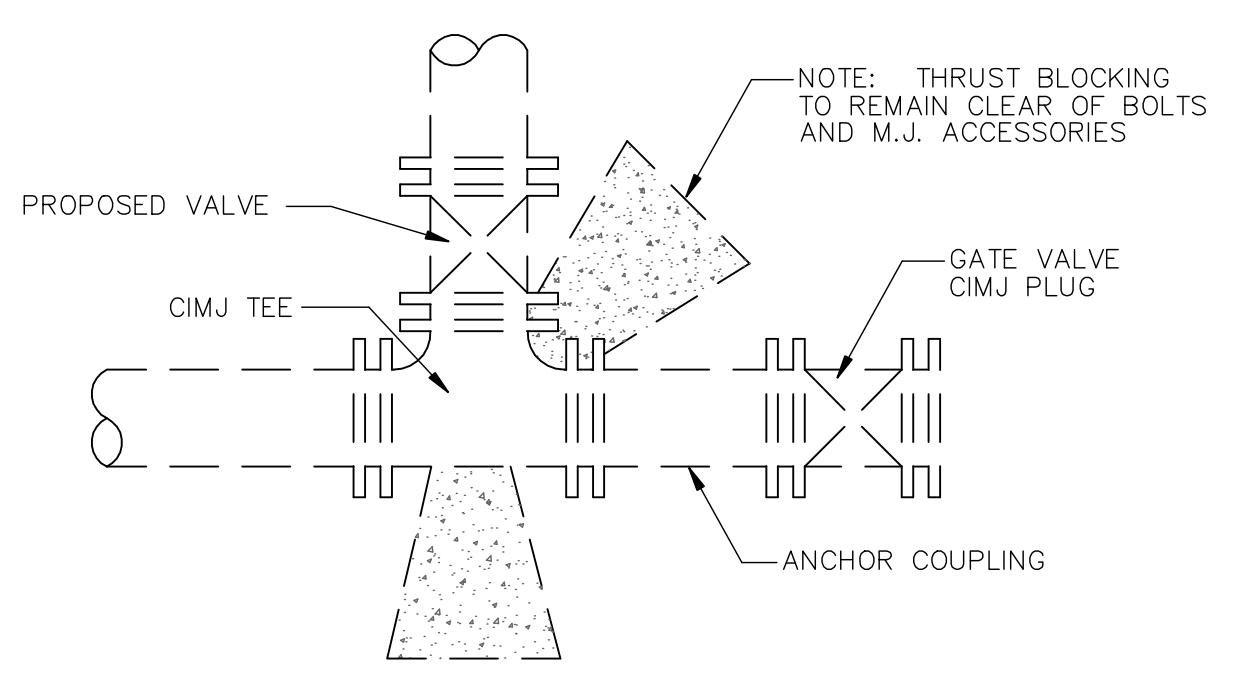 NOTE: THRUST BLOCKING
TO REMAIN CLEAR OF BOLTS
AND M.J. ACCESSORIES
PROPOSED VALVE
GATE VALVE
CIMJ PLUG
CIMJ TEE
ANCHOR COUPLING